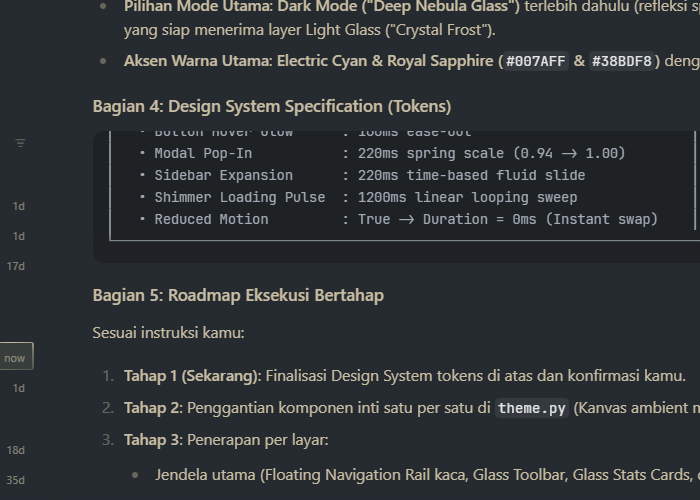 Pilihan Mode Utama: Dark Mode ("Deep Nebula Glass") terlebih dahulu (refleksi
yang siap menerima layer Light Glass ("Crystal Frost").
Aksen Warna Utama: Electric Cyan & Royal Sapphire (#007AFF & #38BDF8)
Bagian 4: Design System Specification (Tokens)
• Button Hover Glow : 180ms ease-out
• Modal Pop-In : 220ms spring scale (0.94 → 1.00)
• Sidebar Expansion : 220ms time-based fluid slide
1d
• Shimmer Loading Pulse : 1200ms linear looping sweep
• Reduced Motion : True → Duration = 0ms (Instant swap)
1d
17d
Bagian 5: Roadmap Eksekusi Bertahap
Sesuai instruksi kamu:
now
1. Tahap 1 (Sekarang): Finalisasi Design System tokens di atas dan konfirmasi kamu.
1d
2. Tahap 2: Penggantian komponen inti satu per satu di theme.py (Kanvas ambient
3. Tahap 3: Penerapan per layar:
18d
Jendela utama (Floating Navigation Rail kaca, Glass Toolbar, Glass Stats Cards,
35d